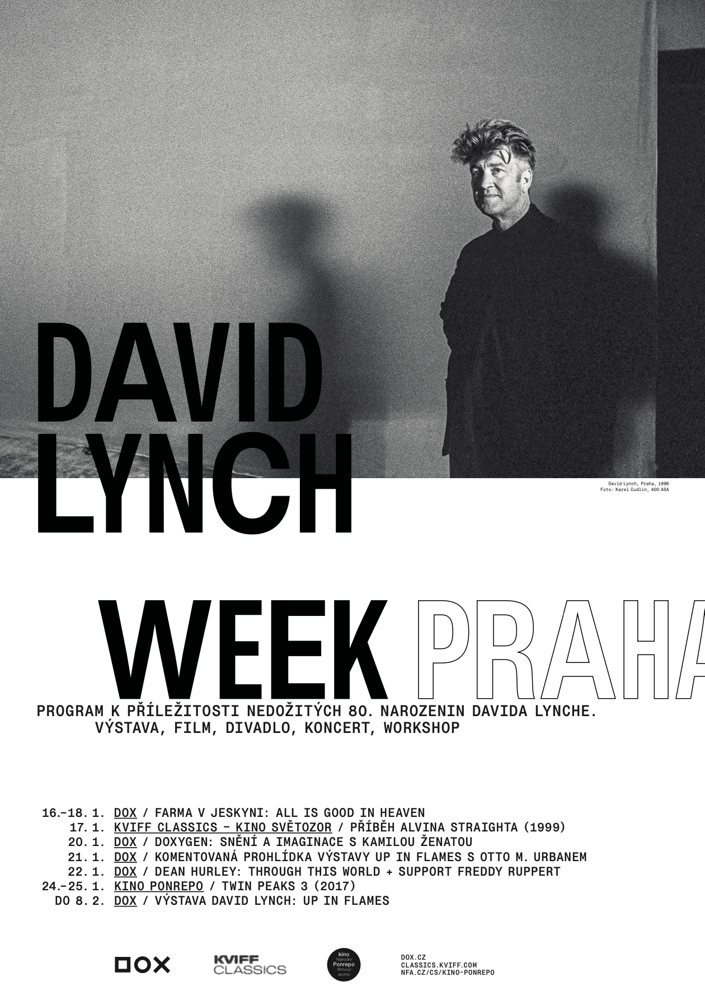 DAVID
LYNCH
David Lynch, Praha, 1996
Foto: Karel Cudlín, 400 ASA
WEEK PRAHA
PROGRAM K PŘÍLEŽITOSTI NEDOŽITÝCH 80. NAROZENIN DAVIDA LYNCHE.
VÝSTAVA, FILM, DIVADLO, KONCERT, WORKSHOP
16.–18. 1. DOX / FARMA V JESKYNI: ALL IS GOOD IN HEAVEN
17. 1. KVIFF CLASSICS – KINO SVĚTOZOR / PŘÍBĚH ALVINA STRAIGHTA (1999)
20. 1. DOX / DOXYGEN: SNĚNÍ A IMAGINACE S KAMILOU ŽENATOU
21. 1. DOX / KOMENTOVANÁ PROHLÍDKA VÝSTAVY UP IN FLAMES S OTTO M. URBANEM
22. 1. DOX / DEAN HURLEY: THROUGH THIS WORLD + SUPPORT FREDDY RUPPERT
24.–25. 1. KINO PONREPO / TWIN PEAKS 3 (2017)
DO 8. 2. DOX / VÝSTAVA DAVID LYNCH: UP IN FLAMES
DOX
KVIFF
CLASSICS
kino
Národní
Ponrepo
filmový
archiv
DOX.CZ
CLASSICS.KVIFF.COM
NFA.CZ/CS/KINO-PONREPO